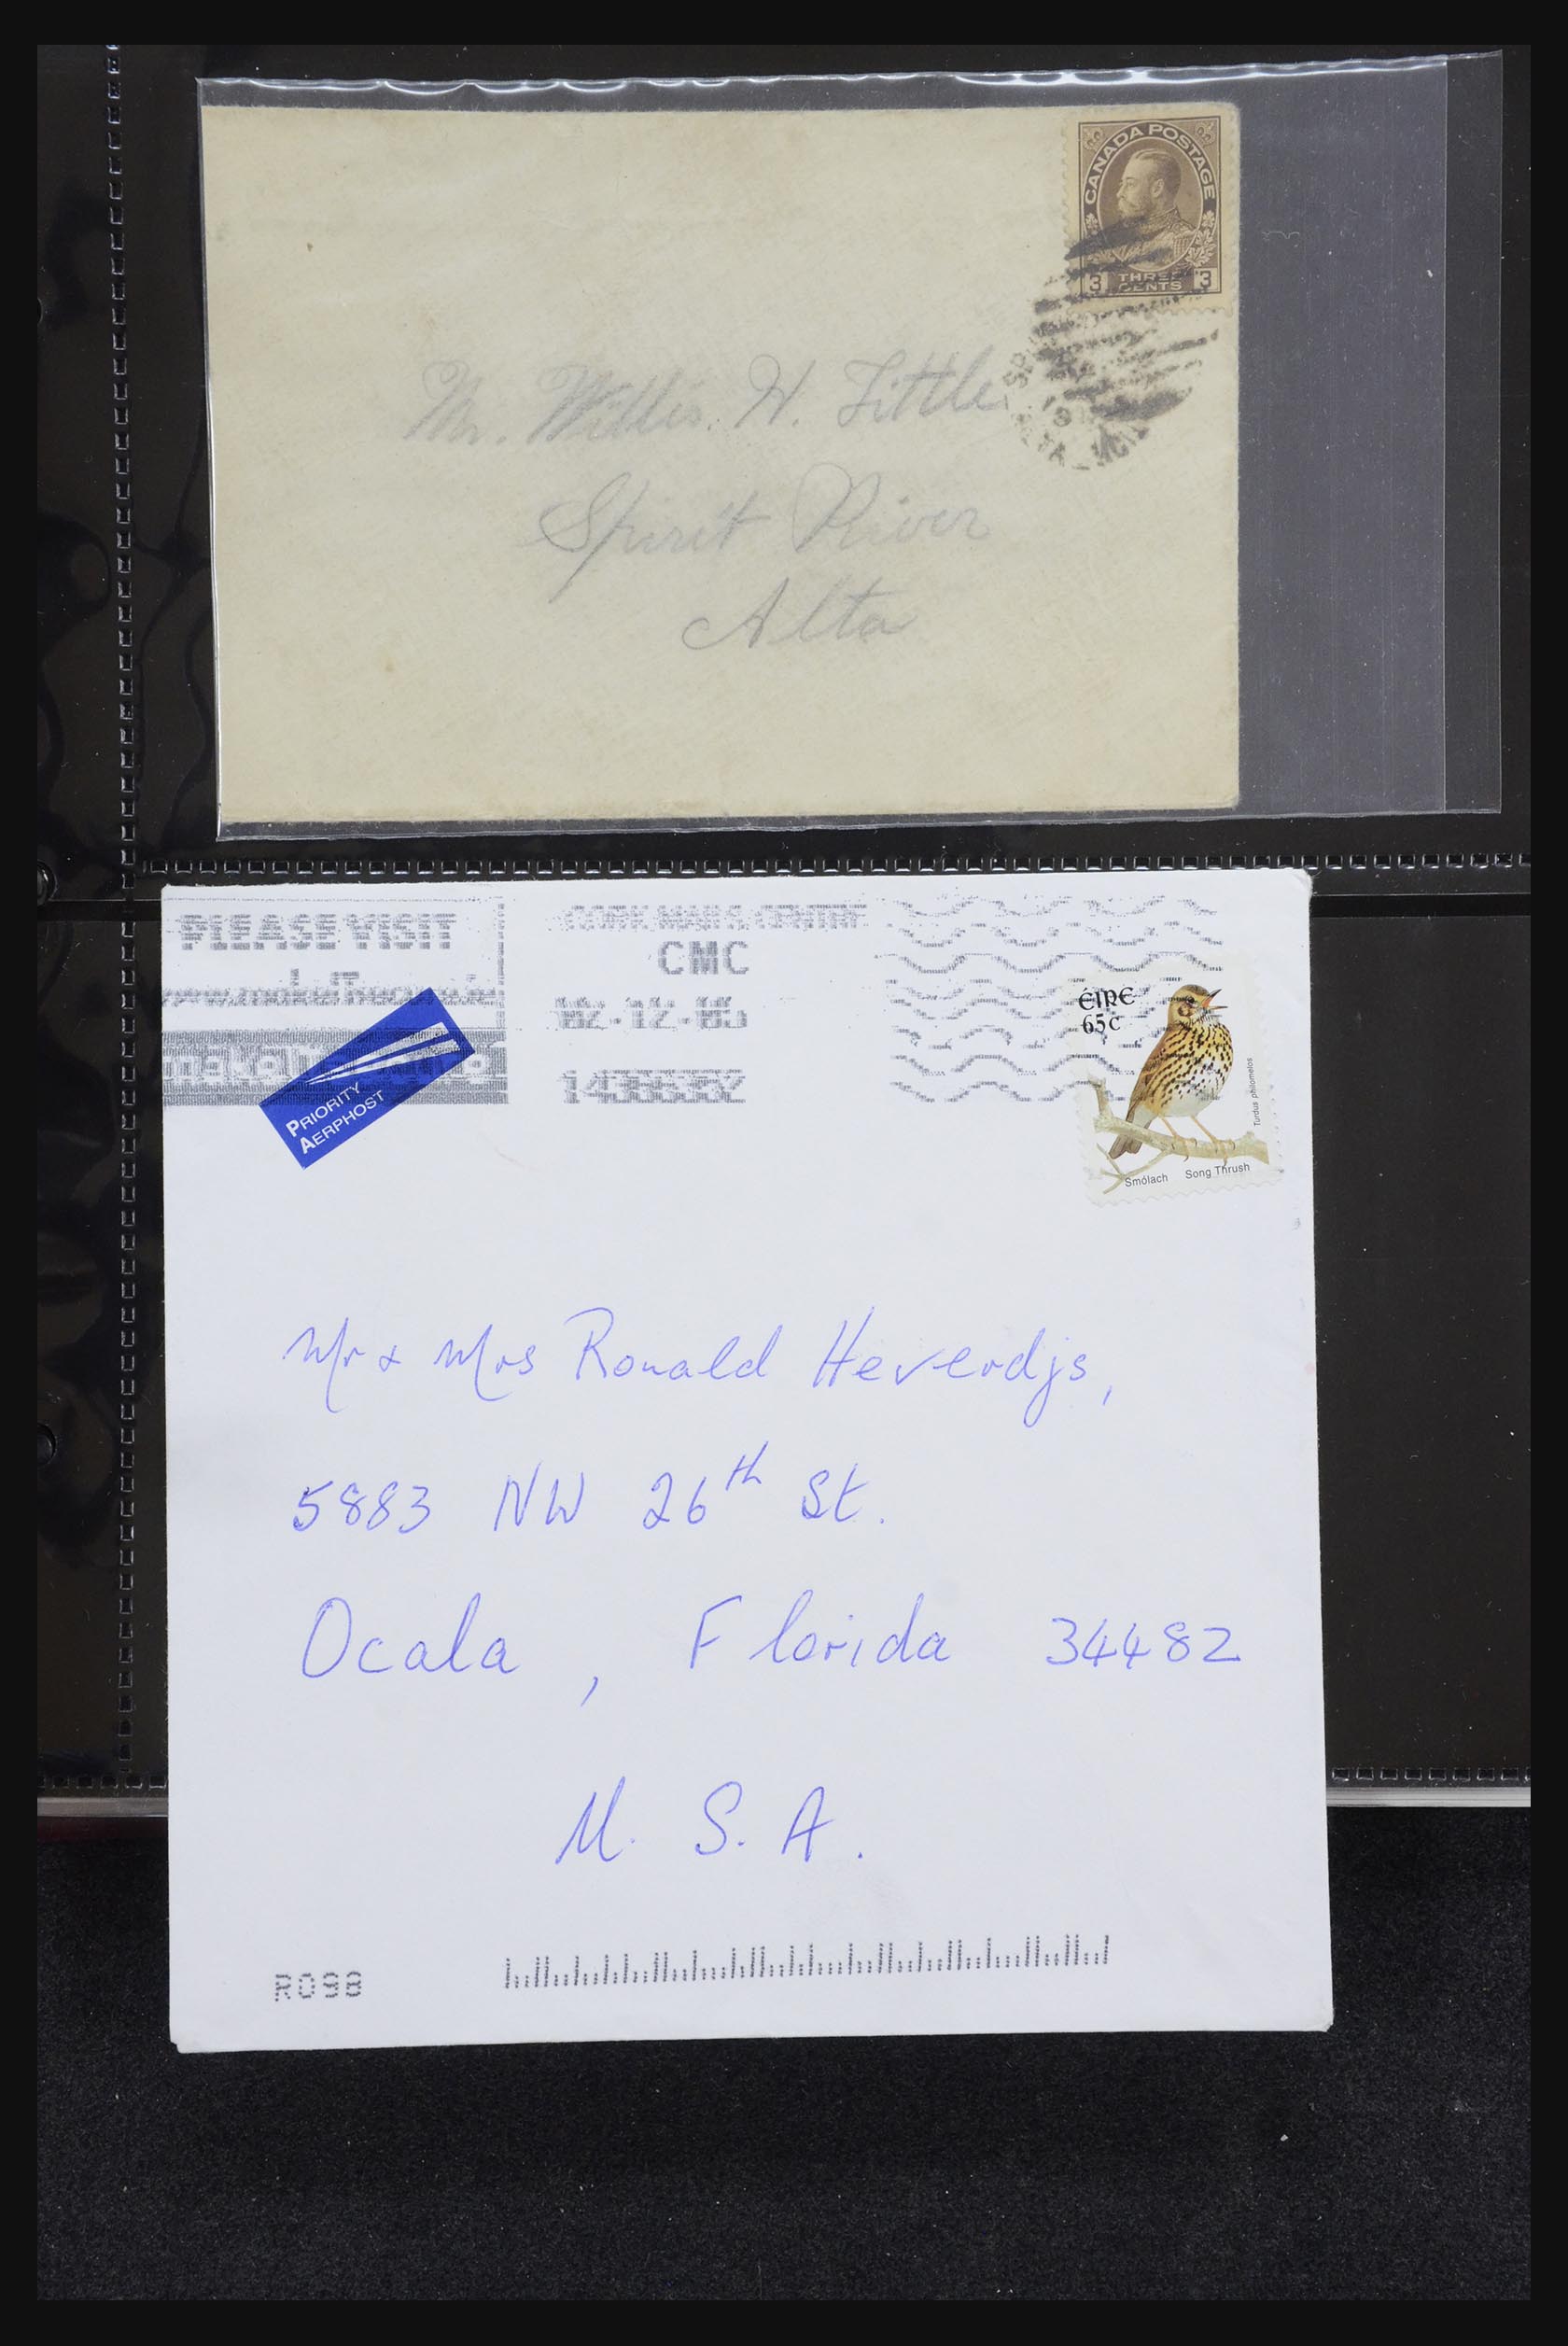 CANADA POSTAGE
3 THREE CENTS 3
Mr. Willis. H. Little
Spirit River
Alta
PLEASE VISIT
CMC
PRIORITY
AERPHOST
ÉIRE
65c
Turdus philomelos
Smólach Song Thrush
Mr & Mrs Ronald Heverdjs,
5883 NW 26th St.
Ocala, Florida 34482
U. S. A.
R098